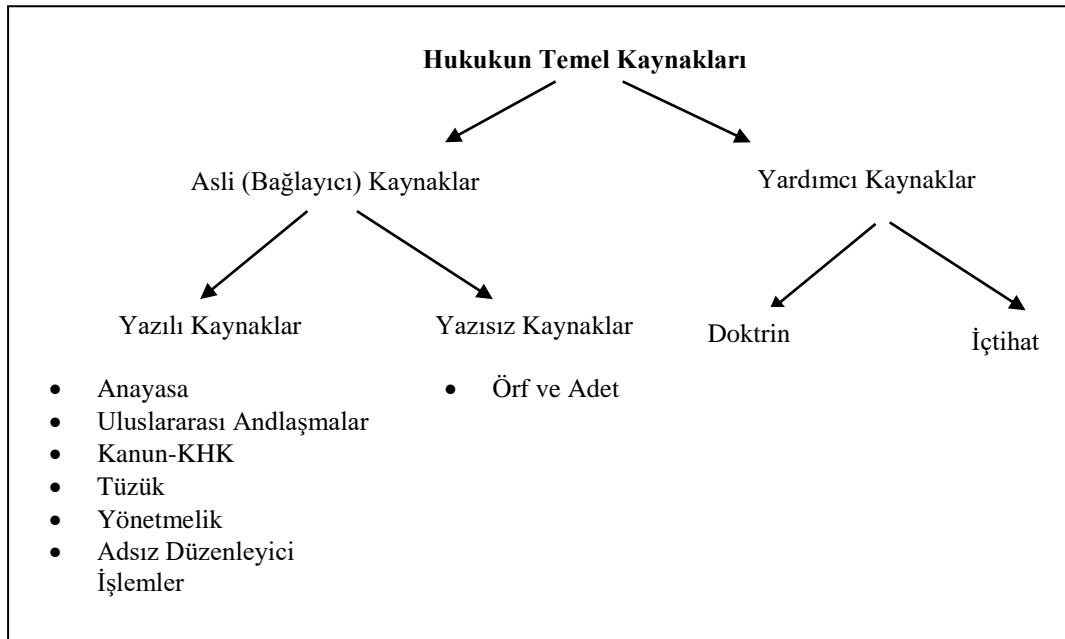 Hukukun Temel Kaynakları
Asli (Bağlayıcı) Kaynaklar
Yardımcı Kaynaklar
Yazılı Kaynaklar
Yazısız Kaynaklar
Doktrin
İçtihat
• Anayasa
• Uluslararası Andlaşmalar
• Kanun-KHK
• Tüzük
• Yönetmelik
• Adsız Düzenleyici
İşlemler
• Örf ve Adet